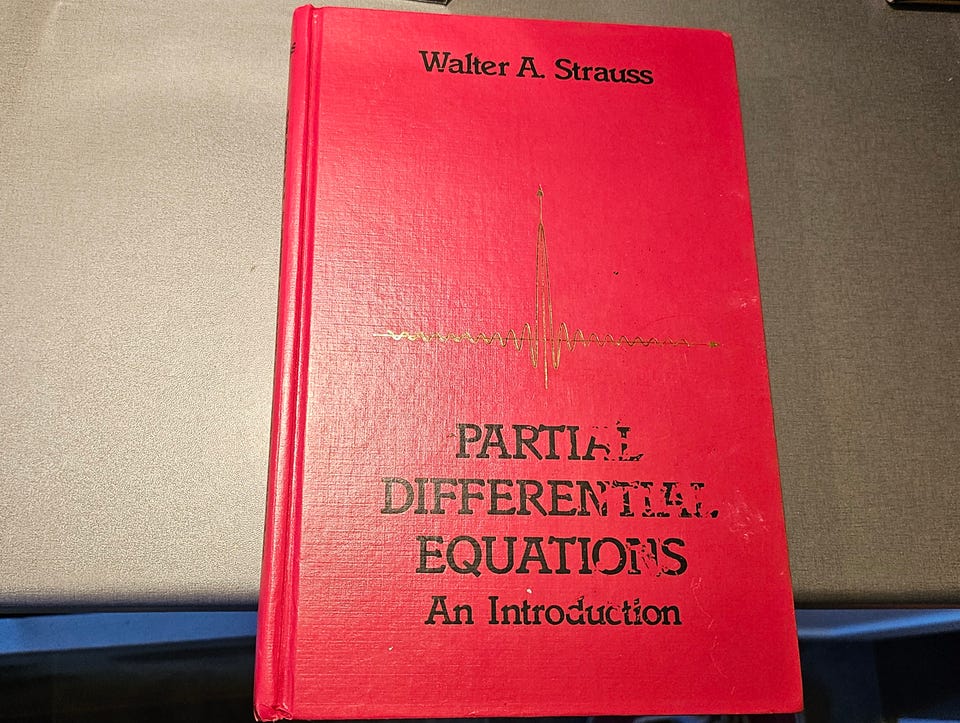 Walter A. Strauss
PARTIAL
DIFFERENTIAL
EQUATIONS
An Introduction